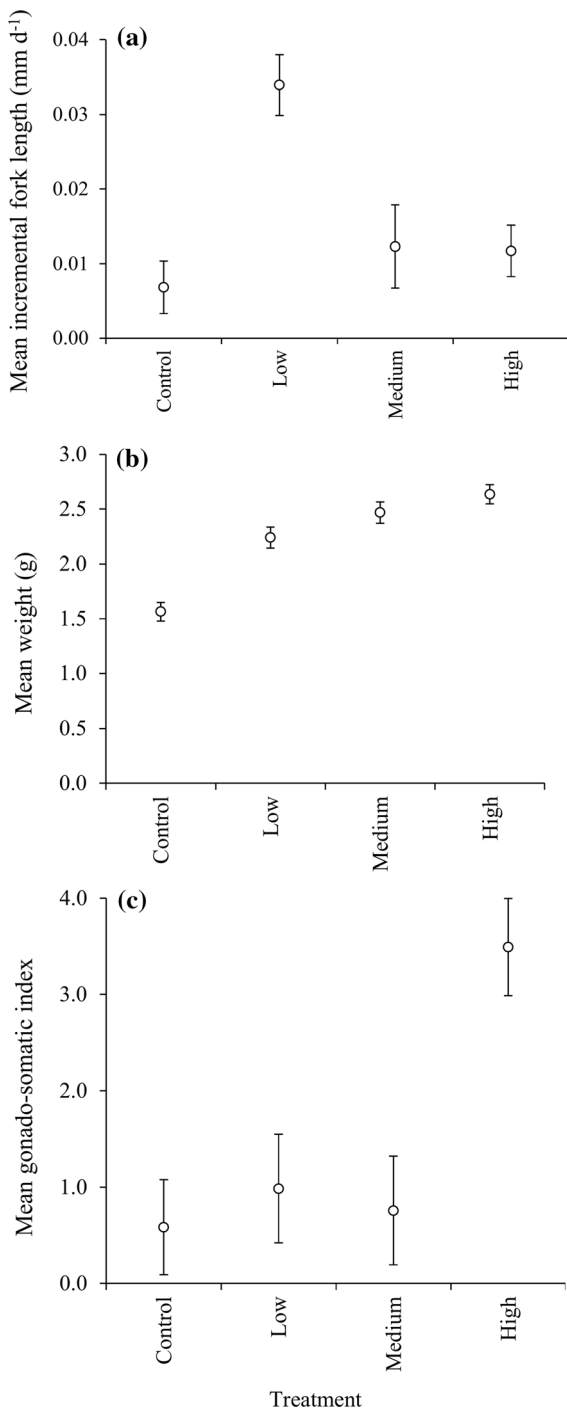 (a)
Mean incremental fork length (mm d⁻¹)
0.04
0.03
0.02
0.01
0.00
Control
Low
Medium
High
(b)
Mean weight (g)
3.0
2.5
2.0
1.5
1.0
0.5
0.0
Control
Low
Medium
High
(c)
Mean gonado-somatic index
4.0
3.0
2.0
1.0
0.0
Control
Low
Medium
High
Treatment